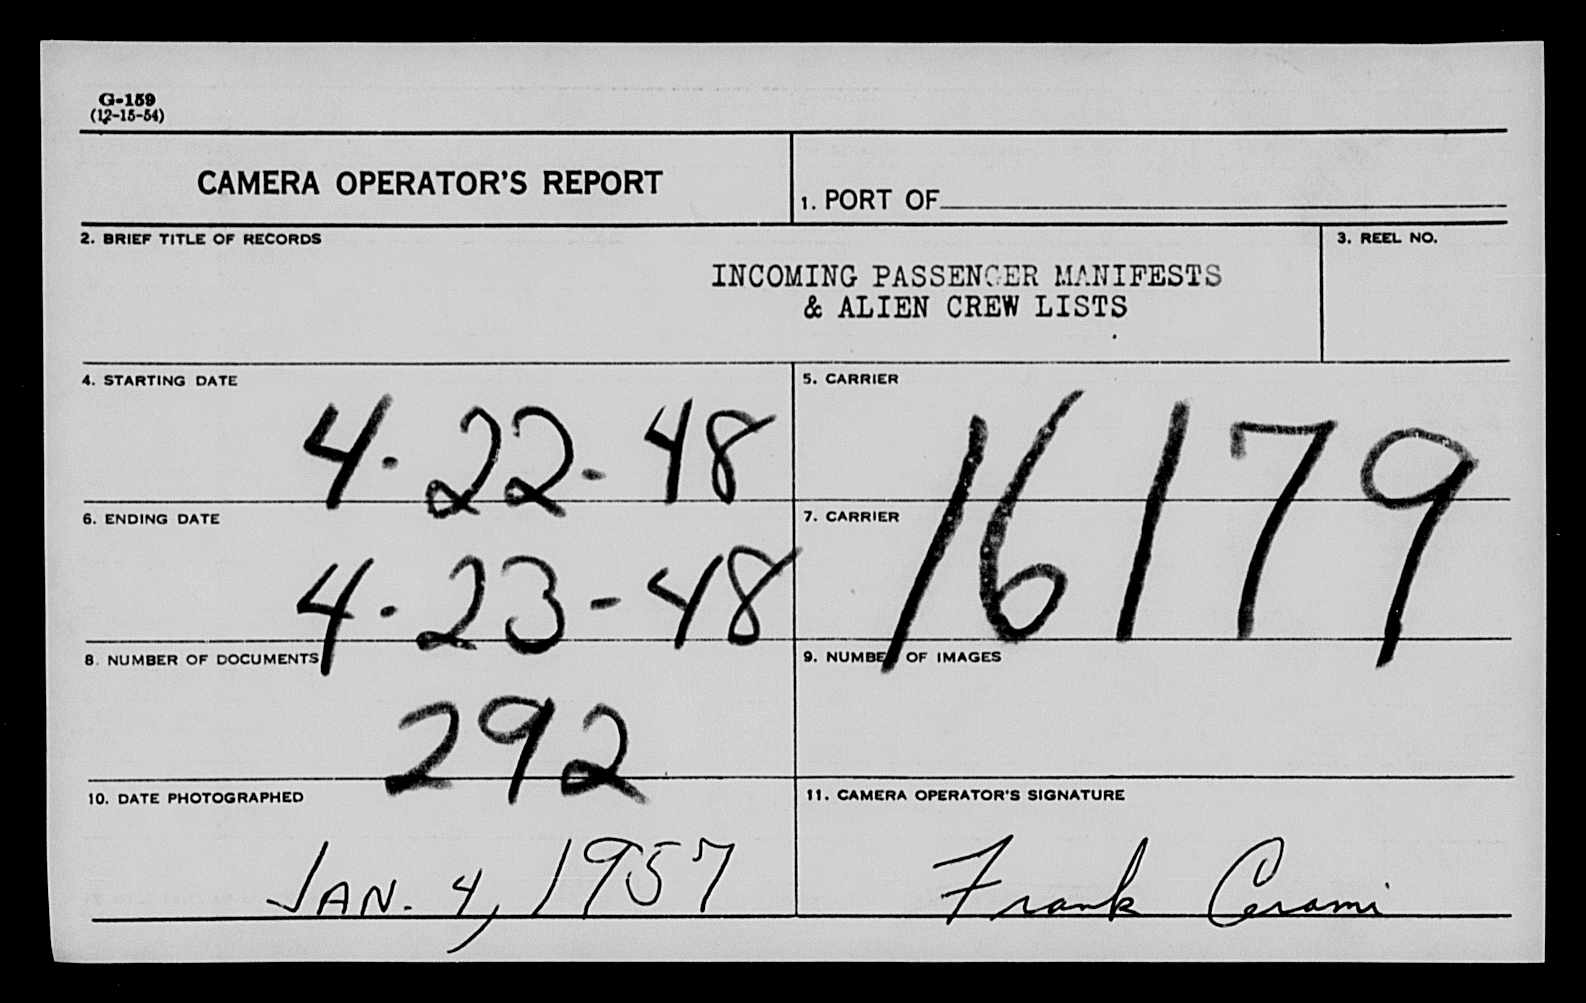 G-159
(12-15-54)
CAMERA OPERATOR'S REPORT
1. PORT OF
2. BRIEF TITLE OF RECORDS
3. REEL NO.
INCOMING PASSENGER MANIFESTS
& ALIEN CREW LISTS
4. STARTING DATE
4-22-48
5. CARRIER
16179
6. ENDING DATE
4-23-48
7. CARRIER
8. NUMBER OF DOCUMENTS
292
9. NUMBER OF IMAGES
10. DATE PHOTOGRAPHED
JAN. 4, 1957
11. CAMERA OPERATOR'S SIGNATURE
Frank Cerami